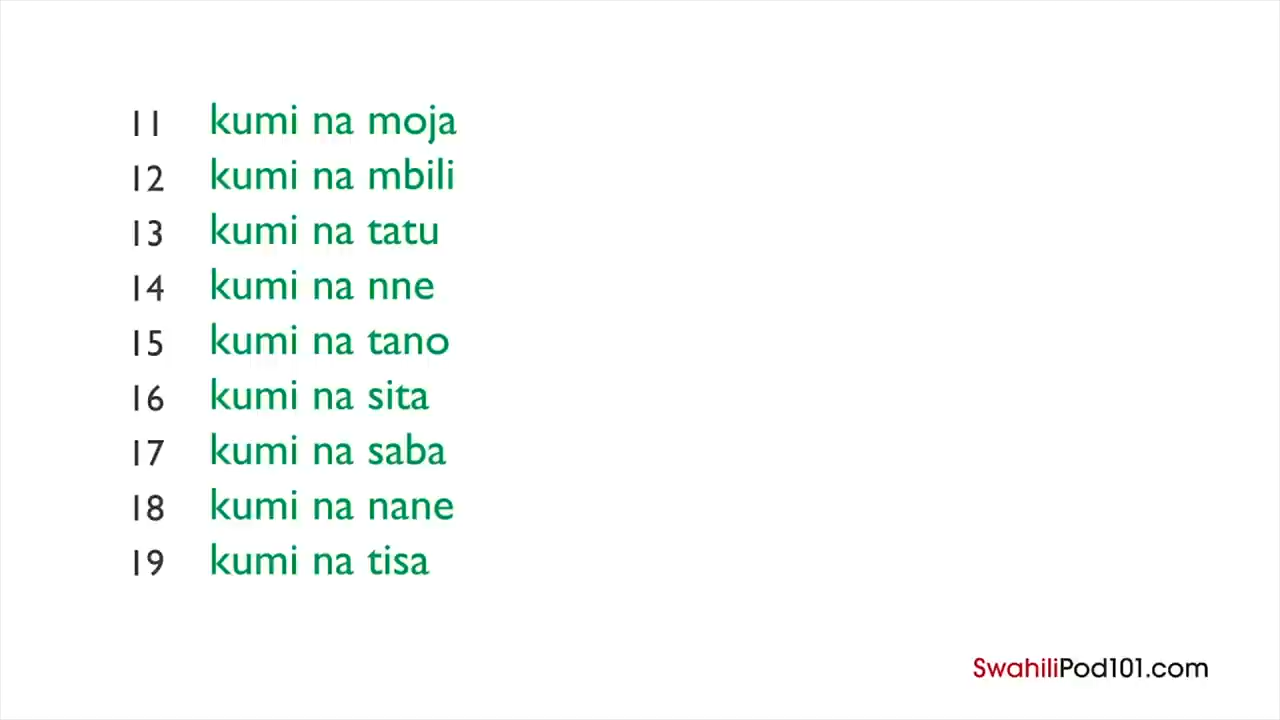 11 kumi na moja
12 kumi na mbili
13 kumi na tatu
14 kumi na nne
15 kumi na tano
16 kumi na sita
17 kumi na saba
18 kumi na nane
19 kumi na tisa
SwahiliPod101.com